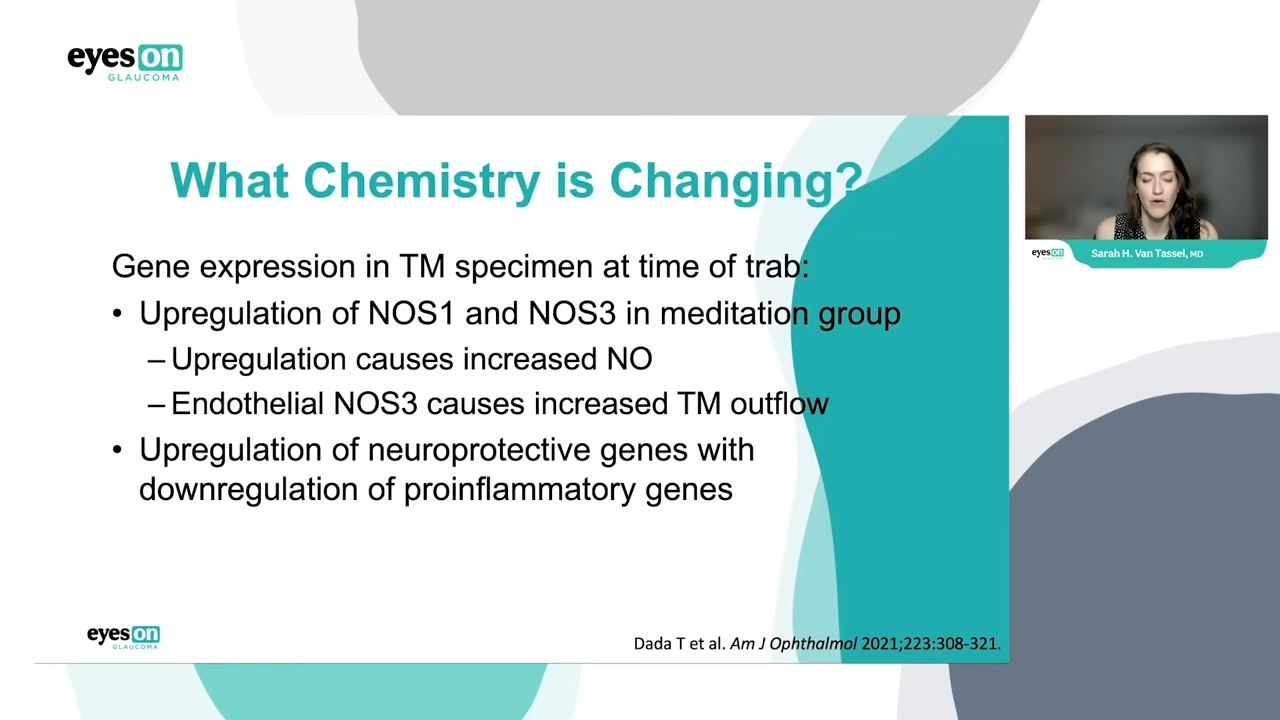 eyes on
GLAUCOMA
What Chemistry is Changing?
Gene expression in TM specimen at time of trab:
• Upregulation of NOS1 and NOS3 in meditation group
– Upregulation causes increased NO
– Endothelial NOS3 causes increased TM outflow
• Upregulation of neuroprotective genes with
downregulation of proinflammatory genes
eyes on
GLAUCOMA
Dada T et al. Am J Ophthalmol 2021;223:308-321.
eyes on
Sarah H. Van Tassel, MD